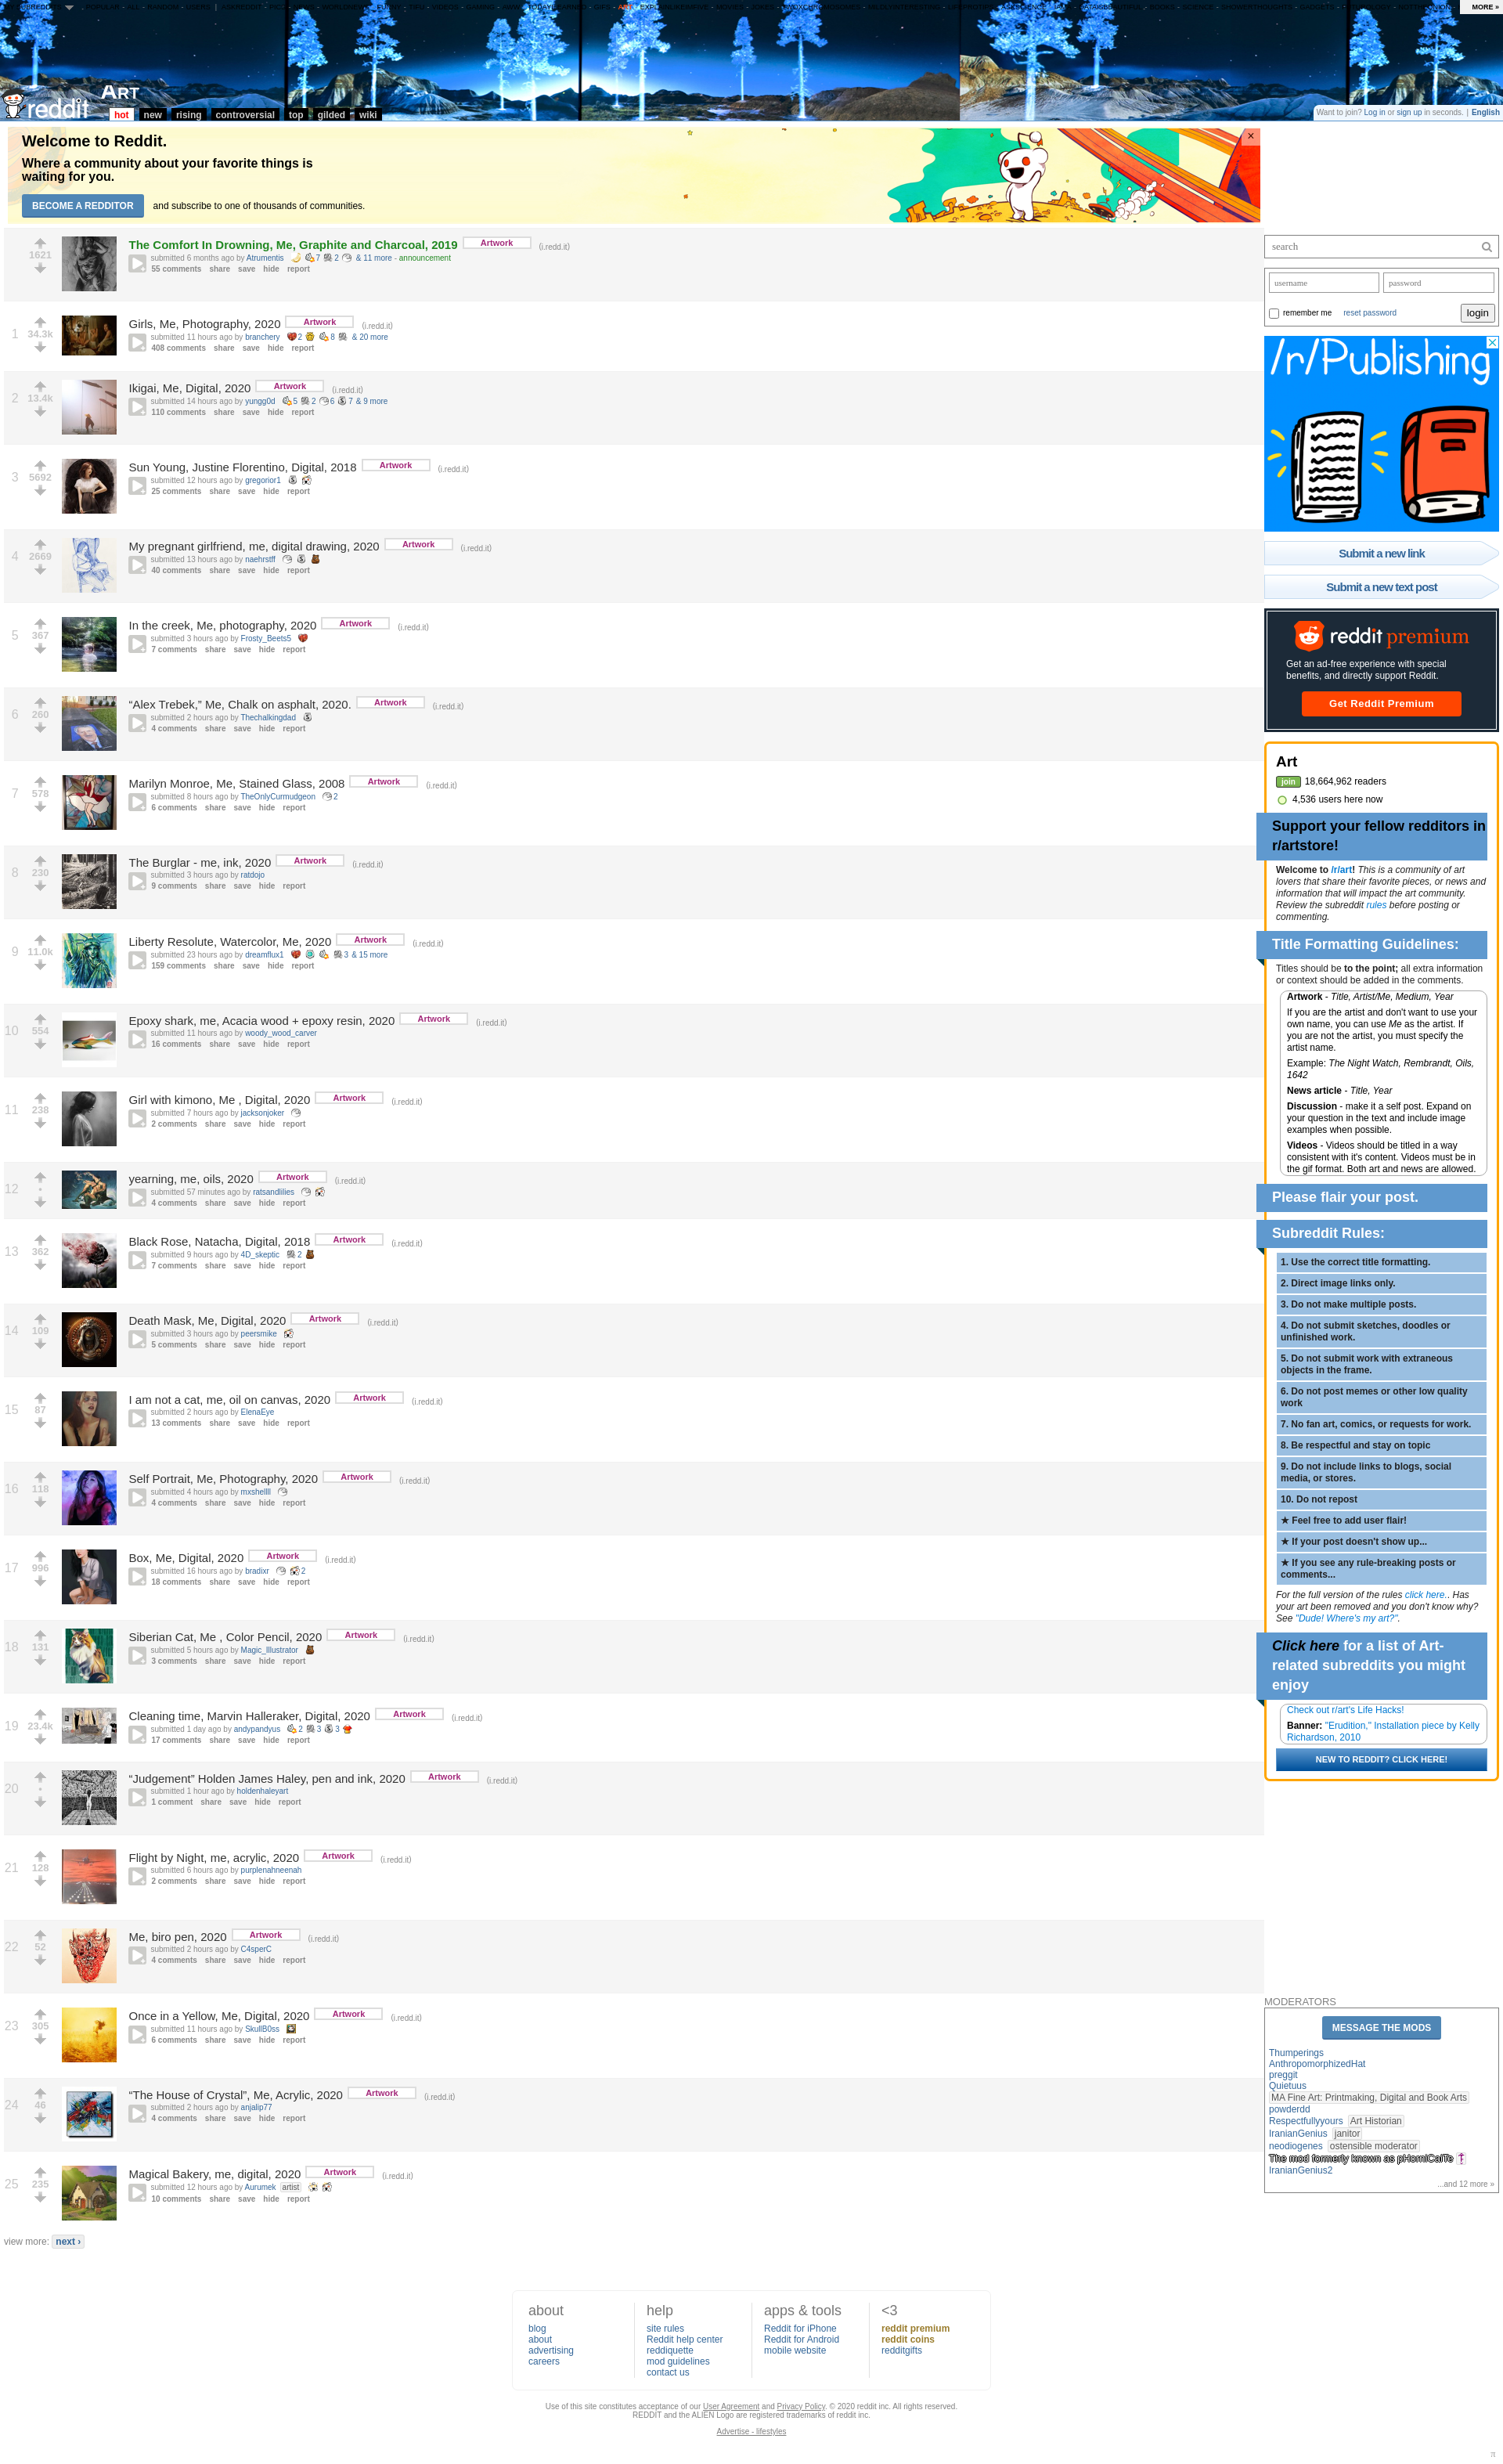 MORE »
reddit Art
hot new rising controversial top gilded wiki
Want to join? Log in or sign up in seconds. | English
Welcome to Reddit.
Where a community about your favorite things is
waiting for you.
BECOME A REDDITOR and subscribe to one of thousands of communities.
1621
The Comfort In Drowning, Me, Graphite and Charcoal, 2019 Artwork (i.redd.it)
submitted 6 months ago by Atrumentis 7 2 & 11 more - announcement
55 comments share save hide report
1 34.3k
Girls, Me, Photography, 2020 Artwork (i.redd.it)
submitted 11 hours ago by branchery 2 8 & 20 more
408 comments share save hide report
2 13.4k
Ikigai, Me, Digital, 2020 Artwork (i.redd.it)
submitted 14 hours ago by yungg0d 5 2 6 7 & 9 more
110 comments share save hide report
3 5692
Sun Young, Justine Florentino, Digital, 2018 Artwork (i.redd.it)
submitted 12 hours ago by gregorior1
25 comments share save hide report
4 2669
My pregnant girlfriend, me, digital drawing, 2020 Artwork (i.redd.it)
submitted 13 hours ago by naehrstff
40 comments share save hide report
5 367
In the creek, Me, photography, 2020 Artwork (i.redd.it)
submitted 3 hours ago by Frosty_Beets5
7 comments share save hide report
6 260
“Alex Trebek,” Me, Chalk on asphalt, 2020. Artwork (i.redd.it)
submitted 2 hours ago by Thechalkingdad
4 comments share save hide report
7 578
Marilyn Monroe, Me, Stained Glass, 2008 Artwork (i.redd.it)
submitted 8 hours ago by TheOnlyCurmudgeon 2
6 comments share save hide report
8 230
The Burglar - me, ink, 2020 Artwork (i.redd.it)
submitted 3 hours ago by ratdojo
9 comments share save hide report
9 11.0k
Liberty Resolute, Watercolor, Me, 2020 Artwork (i.redd.it)
submitted 23 hours ago by dreamflux1 3 & 15 more
159 comments share save hide report
10 554
Epoxy shark, me, Acacia wood + epoxy resin, 2020 Artwork (i.redd.it)
submitted 11 hours ago by woody_wood_carver
16 comments share save hide report
11 238
Girl with kimono, Me , Digital, 2020 Artwork (i.redd.it)
submitted 7 hours ago by jacksonjoker
2 comments share save hide report
12 •
yearning, me, oils, 2020 Artwork (i.redd.it)
submitted 57 minutes ago by ratsandlilies
4 comments share save hide report
13 362
Black Rose, Natacha, Digital, 2018 Artwork (i.redd.it)
submitted 9 hours ago by 4D_skeptic 2
7 comments share save hide report
14 109
Death Mask, Me, Digital, 2020 Artwork (i.redd.it)
submitted 3 hours ago by peersmike
5 comments share save hide report
15 87
I am not a cat, me, oil on canvas, 2020 Artwork (i.redd.it)
submitted 2 hours ago by ElenaEye
13 comments share save hide report
16 118
Self Portrait, Me, Photography, 2020 Artwork (i.redd.it)
submitted 4 hours ago by mxshellll
4 comments share save hide report
17 996
Box, Me, Digital, 2020 Artwork (i.redd.it)
submitted 16 hours ago by bradixr 2
18 comments share save hide report
18 131
Siberian Cat, Me , Color Pencil, 2020 Artwork (i.redd.it)
submitted 5 hours ago by Magic_Illustrator
3 comments share save hide report
19 23.4k
Cleaning time, Marvin Halleraker, Digital, 2020 Artwork (i.redd.it)
submitted 1 day ago by andypandyus 2 3 3
17 comments share save hide report
20 •
“Judgement” Holden James Haley, pen and ink, 2020 Artwork (i.redd.it)
submitted 1 hour ago by holdenhaleyart
1 comment share save hide report
21 128
Flight by Night, me, acrylic, 2020 Artwork (i.redd.it)
submitted 6 hours ago by purplenahneenah
2 comments share save hide report
22 52
Me, biro pen, 2020 Artwork (i.redd.it)
submitted 2 hours ago by C4sperC
4 comments share save hide report
23 305
Once in a Yellow, Me, Digital, 2020 Artwork (i.redd.it)
submitted 11 hours ago by SkullB0ss
6 comments share save hide report
24 46
“The House of Crystal”, Me, Acrylic, 2020 Artwork (i.redd.it)
submitted 2 hours ago by anjalip77
4 comments share save hide report
25 235
Magical Bakery, me, digital, 2020 Artwork (i.redd.it)
submitted 12 hours ago by Aurumek artist
10 comments share save hide report
view more: next ›
search
username password
remember me reset password login
/r/Publishing
Submit a new link
Submit a new text post
reddit premium
Get an ad-free experience with special
benefits, and directly support Reddit.
Get Reddit Premium
Art
join 18,664,962 readers
4,536 users here now
Support your fellow redditors in
r/artstore!
Welcome to /r/art! This is a community of art
lovers that share their favorite pieces, or news and
information that will impact the art community.
Review the subreddit rules before posting or
commenting.
Title Formatting Guidelines:
Titles should be to the point; all extra information
or context should be added in the comments.
Artwork - Title, Artist/Me, Medium, Year
If you are the artist and don't want to use your
own name, you can use Me as the artist. If
you are not the artist, you must specify the
artist name.
Example: The Night Watch, Rembrandt, Oils,
1642
News article - Title, Year
Discussion - make it a self post. Expand on
your question in the text and include image
examples when possible.
Videos - Videos should be titled in a way
consistent with it's content. Videos must be in
the gif format. Both art and news are allowed.
Please flair your post.
Subreddit Rules:
1. Use the correct title formatting.
2. Direct image links only.
3. Do not make multiple posts.
4. Do not submit sketches, doodles or
unfinished work.
5. Do not submit work with extraneous
objects in the frame.
6. Do not post memes or other low quality
work
7. No fan art, comics, or requests for work.
8. Be respectful and stay on topic
9. Do not include links to blogs, social
media, or stores.
10. Do not repost
★ Feel free to add user flair!
★ If your post doesn't show up...
★ If you see any rule-breaking posts or
comments...
For the full version of the rules click here.. Has
your art been removed and you don't know why?
See "Dude! Where's my art?".
Click here for a list of Art-
related subreddits you might
enjoy
Check out r/art's Life Hacks!
Banner: "Erudition," Installation piece by Kelly
Richardson, 2010
NEW TO REDDIT? CLICK HERE!
MODERATORS
MESSAGE THE MODS
Thumperings
AnthropomorphizedHat
preggit
Quietuus
MA Fine Art: Printmaking, Digital and Book Arts
powderdd
Respectfullyyours Art Historian
IranianGenius janitor
neodiogenes ostensible moderator
The mod formerly known as pHorniCaiTe
IranianGenius2
...and 12 more »
about
blog
about
advertising
careers
help
site rules
Reddit help center
reddiquette
mod guidelines
contact us
apps & tools
Reddit for iPhone
Reddit for Android
mobile website
<3
reddit premium
reddit coins
redditgifts
Use of this site constitutes acceptance of our User Agreement and Privacy Policy. © 2020 reddit inc. All rights reserved.
REDDIT and the ALIEN Logo are registered trademarks of reddit inc.
Advertise - lifestyles
π